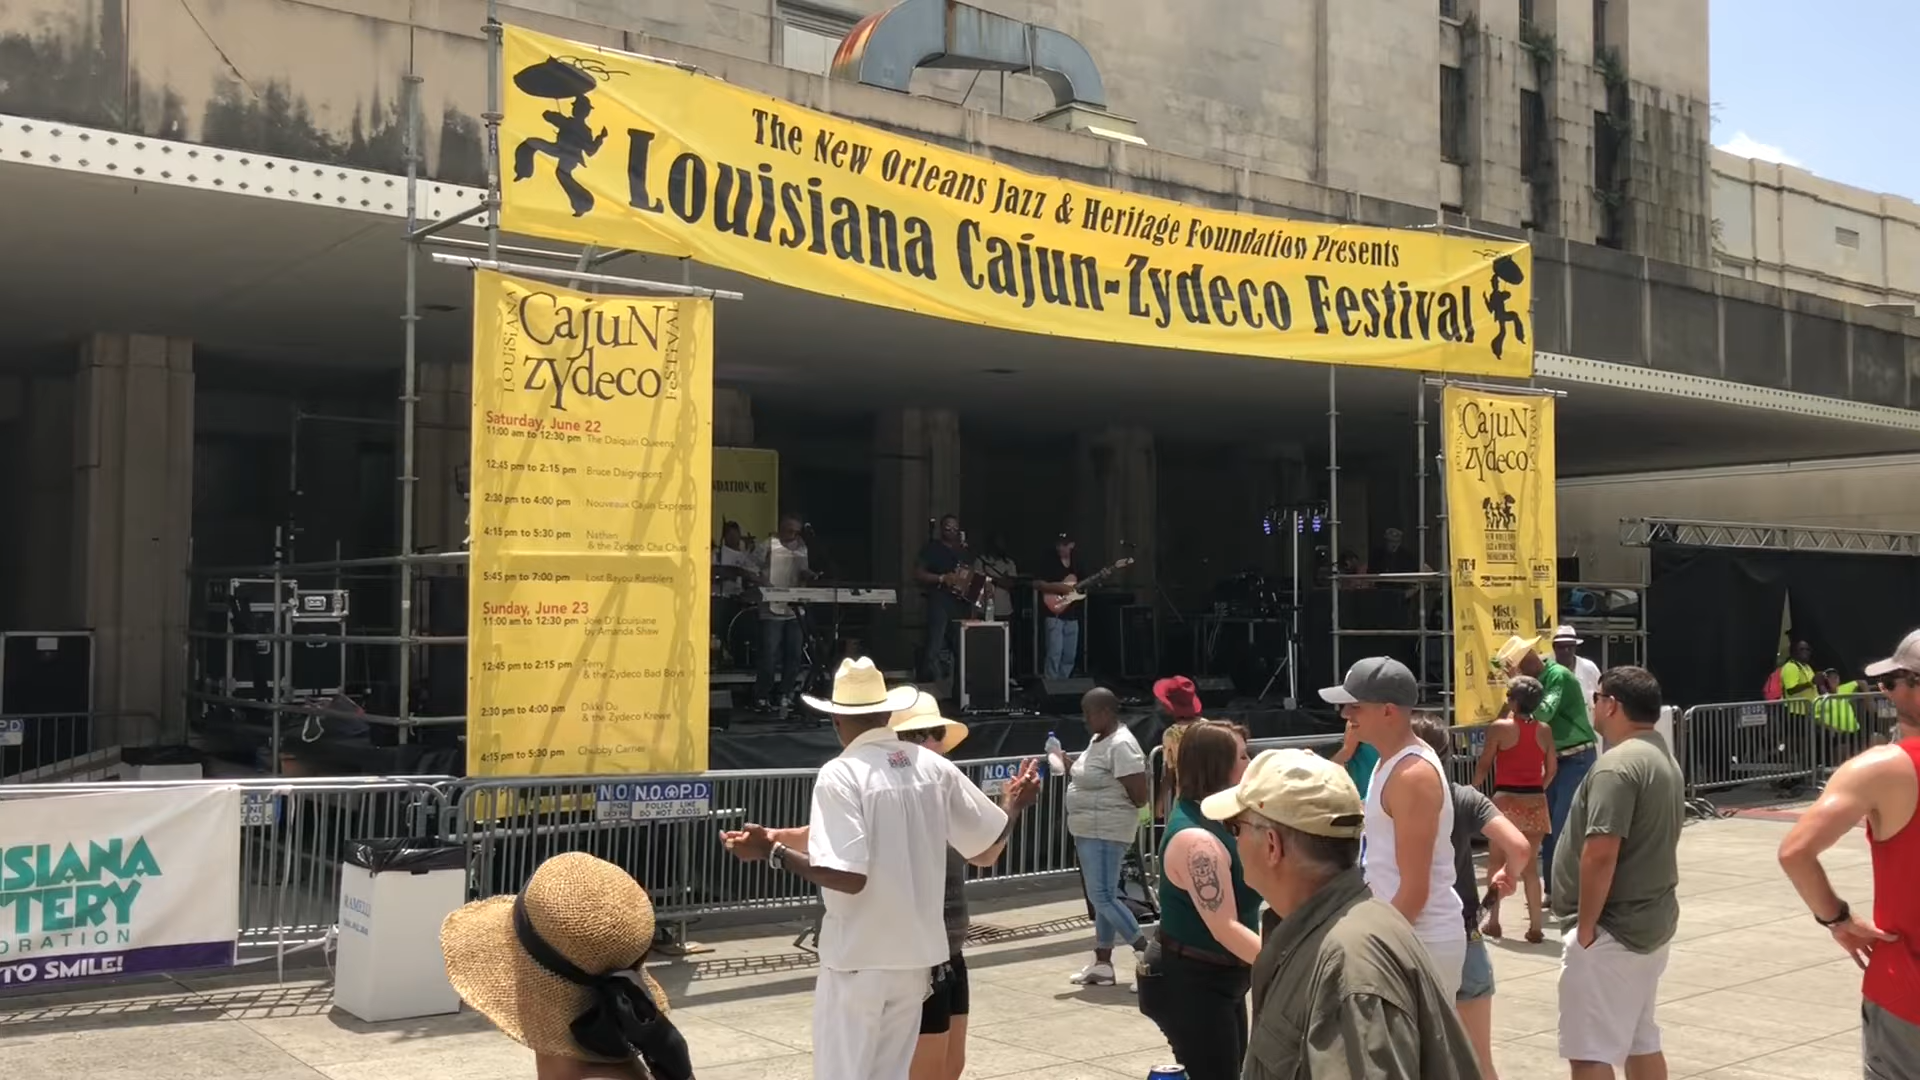 The New Orleans Jazz & Heritage Foundation Presents
Louisiana Cajun-Zydeco Festival
LOUISIANA
CajuN
zydeco
FeSTiVAL
Saturday, June 22
11:00 am to 12:30 pm The Daiquiri Queens
12:45 pm to 2:15 pm Bruce Daigrepont
2:30 pm to 4:00 pm Nouveaux Cajun Express
4:15 pm to 5:30 pm Nathan
& the Zydeco Cha Chas
5:45 pm to 7:00 pm Lost Bayou Ramblers
Sunday, June 23
11:00 am to 12:30 pm Joie D' Louisiane
by Amanda Shaw
12:45 pm to 2:15 pm Terry
& the Zydeco Bad Boys
2:30 pm to 4:00 pm Dikki Du
& the Zydeco Krewe
4:15 pm to 5:30 pm Chubby Carrier
DATION, INC.
CajuN
zydeco
Arts
Mist
Works
N.O.P.D.
POLICE LINE
DO NOT CROSS
N.O.
N.O.P.D.
ISIANA
TTERY
ORATION
TO SMILE!